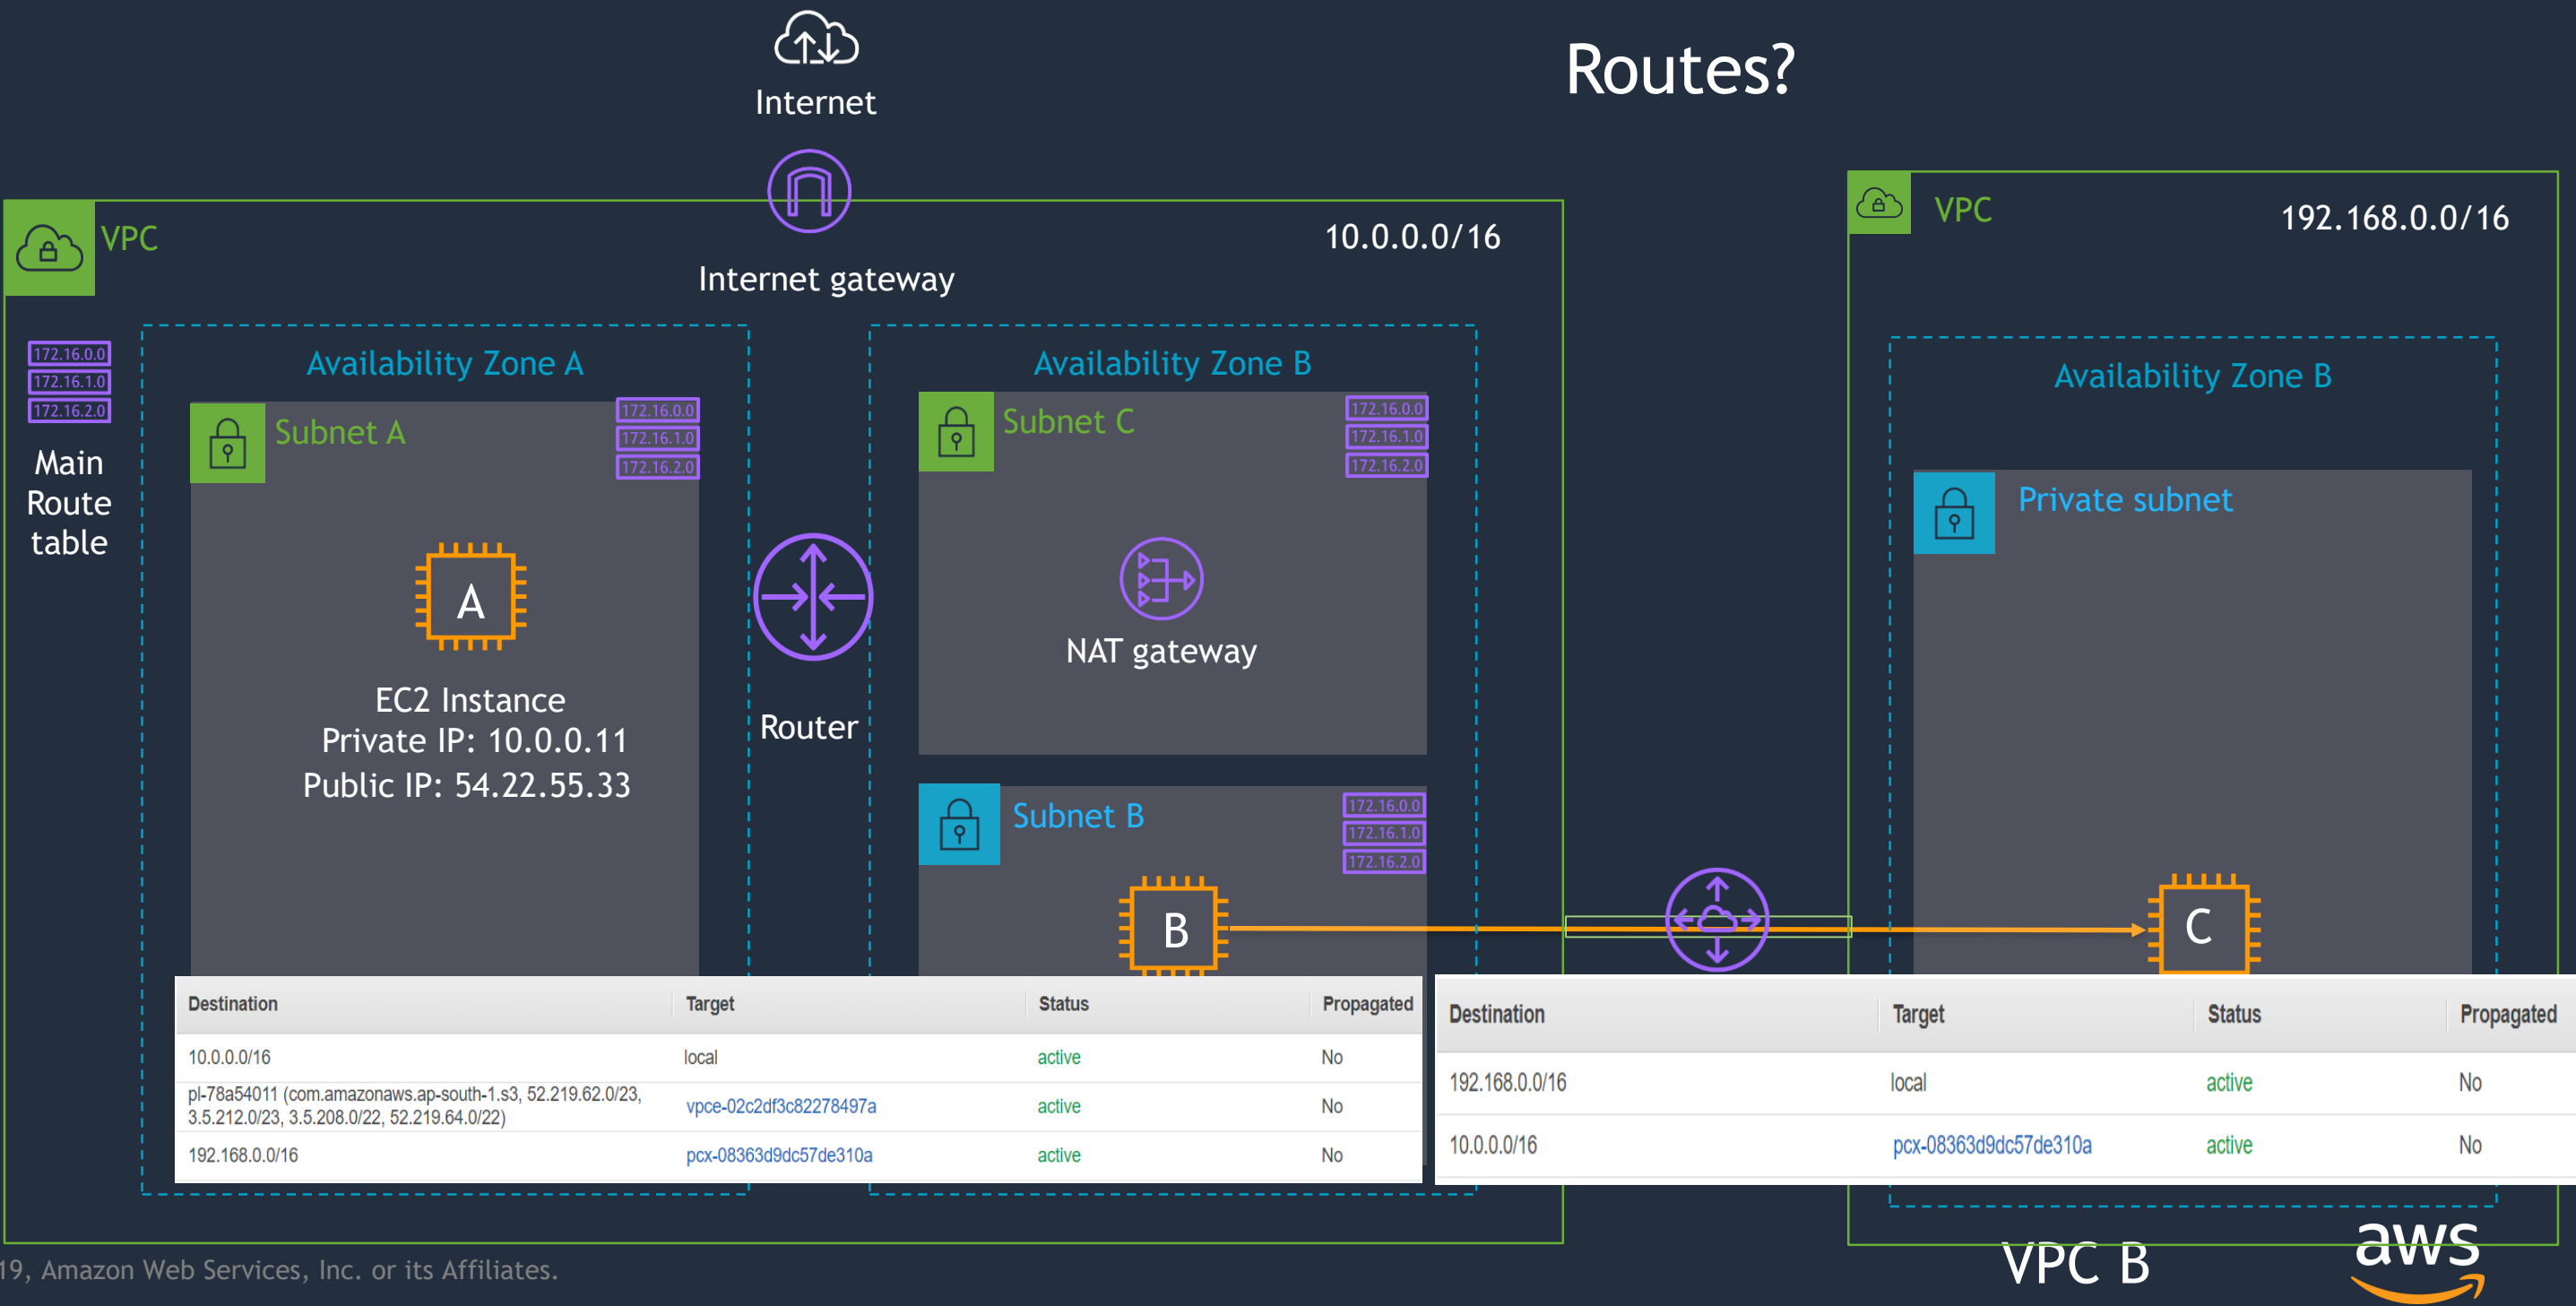 Routes?
Internet
Internet gateway
VPC
10.0.0.0/16
172.16.0.0
172.16.1.0
172.16.2.0
Main
Route
table
Availability Zone A
Subnet A
172.16.0.0
172.16.1.0
172.16.2.0
A
EC2 Instance
Private IP: 10.0.0.11
Public IP: 54.22.55.33
Router
Availability Zone B
Subnet C
172.16.0.0
172.16.1.0
172.16.2.0
NAT gateway
Subnet B
172.16.0.0
172.16.1.0
172.16.2.0
B
VPC
192.168.0.0/16
Availability Zone B
Private subnet
C
Destination Target Status Propagated
10.0.0.0/16 local active No
pl-78a54011 (com.amazonaws.ap-south-1.s3, 52.219.62.0/23,
3.5.212.0/23, 3.5.208.0/22, 52.219.64.0/22) vpce-02c2df3c82278497a active No
192.168.0.0/16 pcx-08363d9dc57de310a active No
Destination Target Status Propagated
192.168.0.0/16 local active No
10.0.0.0/16 pcx-08363d9dc57de310a active No
VPC B
aws
19, Amazon Web Services, Inc. or its Affiliates.